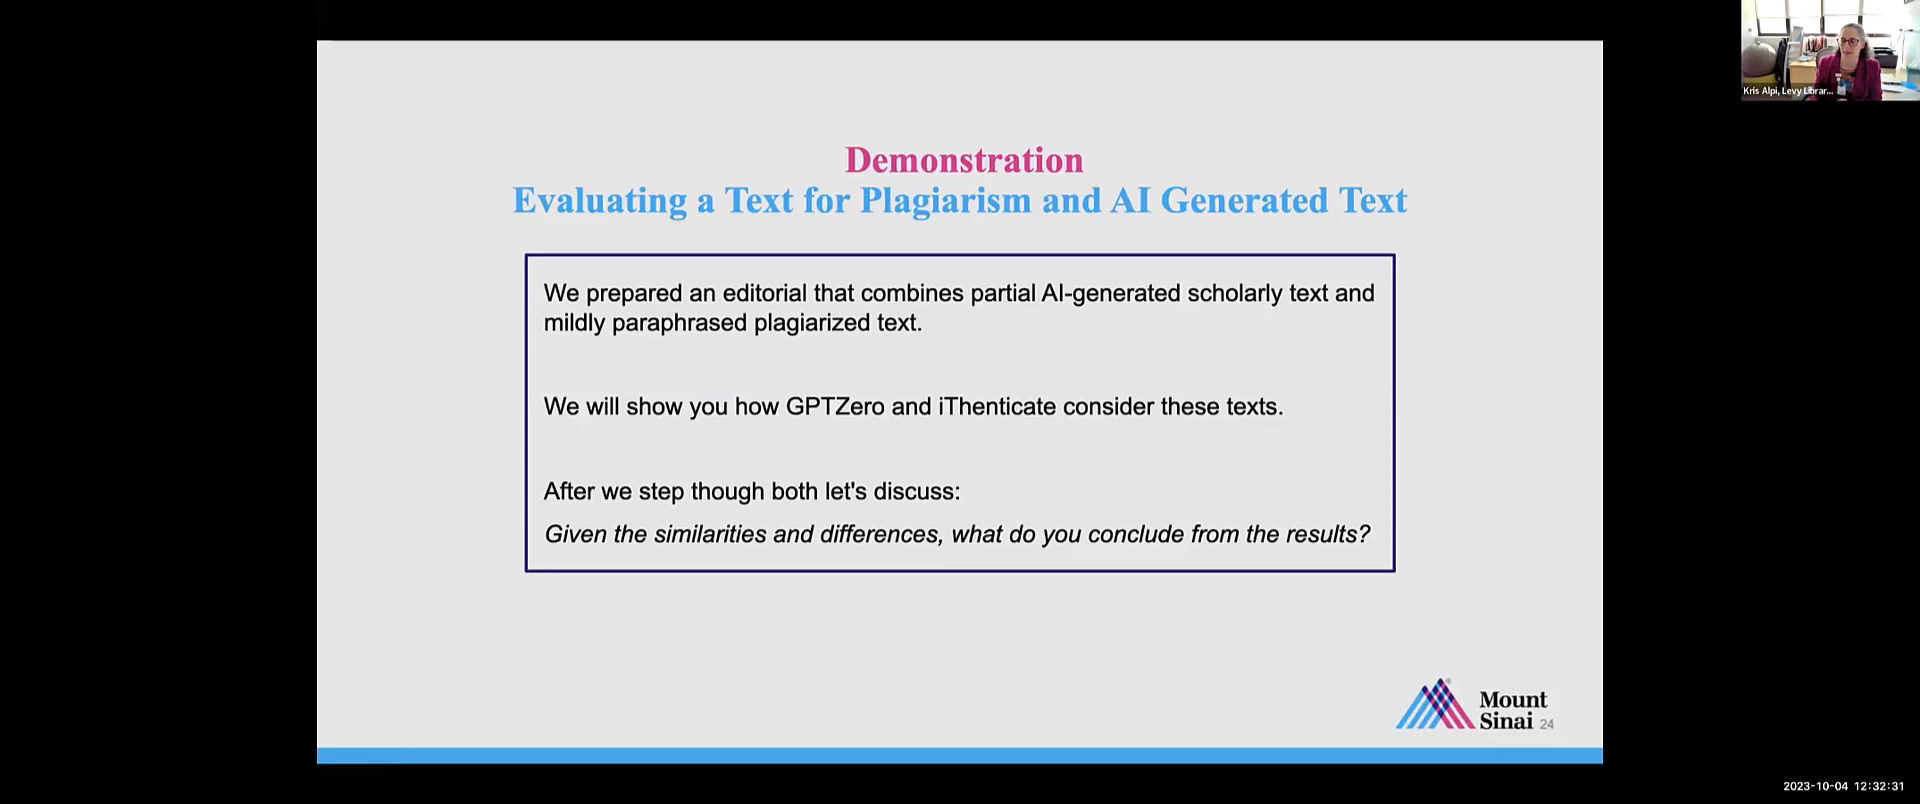 Kris Alpi, Levy Librar...
Demonstration
Evaluating a Text for Plagiarism and AI Generated Text
We prepared an editorial that combines partial AI-generated scholarly text and
mildly paraphrased plagiarized text.
We will show you how GPTZero and iThenticate consider these texts.
After we step though both let's discuss:
Given the similarities and differences, what do you conclude from the results?
Mount
Sinai 24
2023-10-04 12:32:31